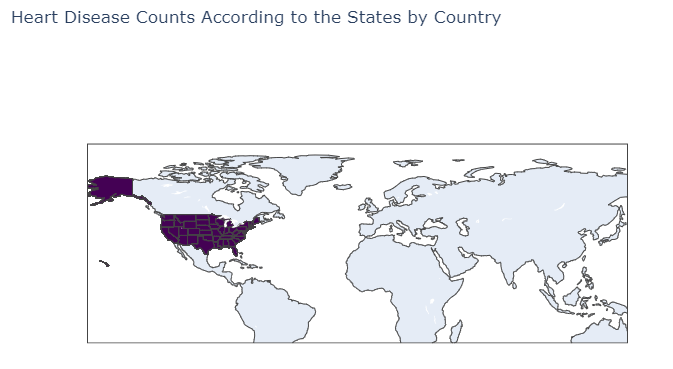 Heart Disease Counts According to the States by Country